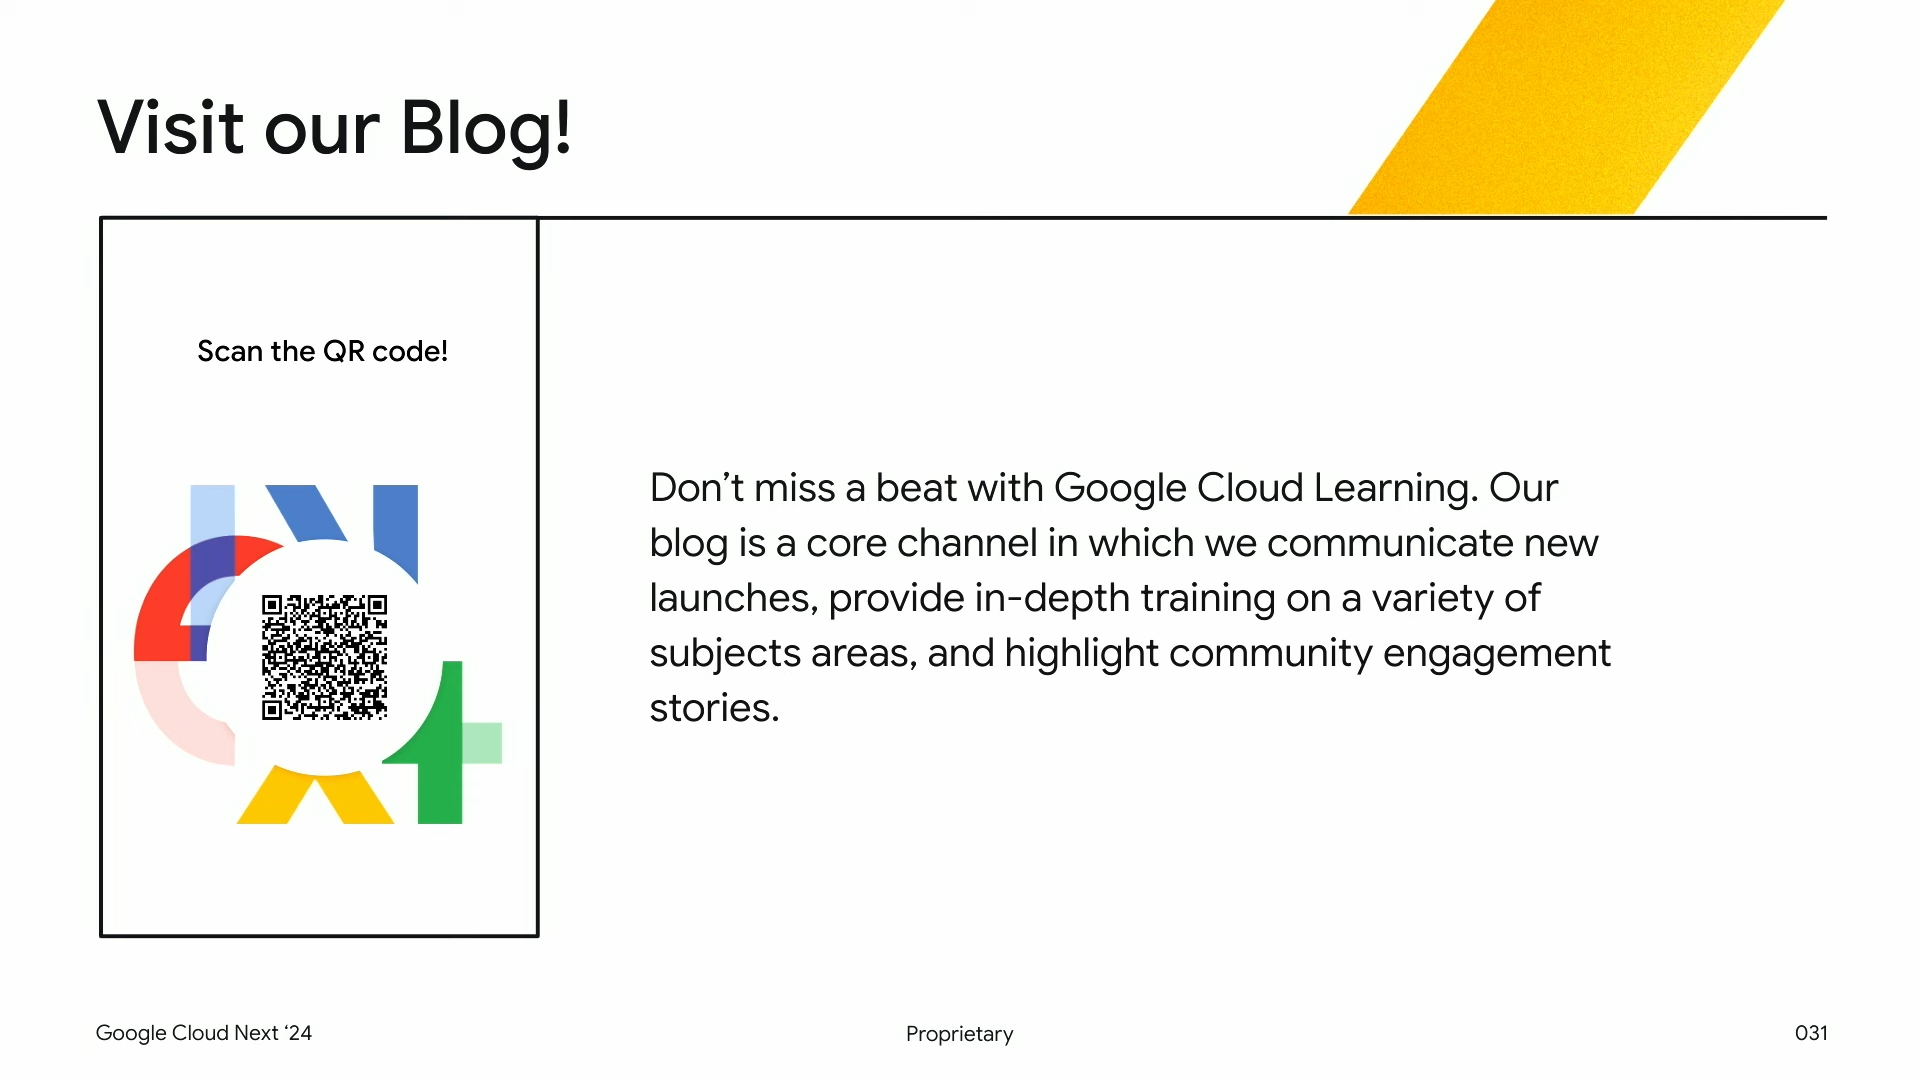 Visit our Blog!
Scan the QR code!
Don’t miss a beat with Google Cloud Learning. Our
blog is a core channel in which we communicate new
launches, provide in-depth training on a variety of
subjects areas, and highlight community engagement
stories.
Google Cloud Next ‘24
Proprietary
031